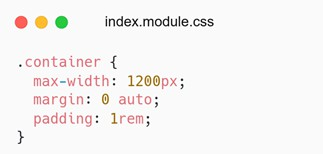 index.module.css
.container {
  max-width: 1200px;
  margin: 0 auto;
  padding: 1rem;
}